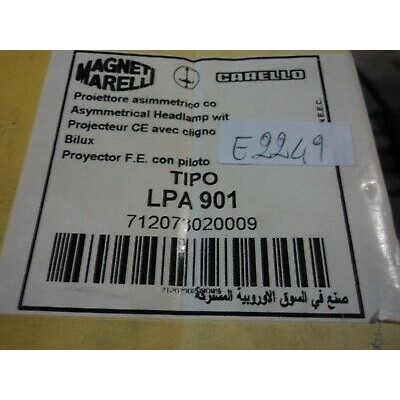 MAGNETI
MARELLI
CARELLO
Proiettore asimmetrico co
Asymmetrical Headlamp wit
Projecteur CE avec cligno
Bilux
Proyector F.E. con piloto
E2249
N E.E.C.
TIPO
LPA 901
712073020009
صنع في السوق الاوروبية المشتركة